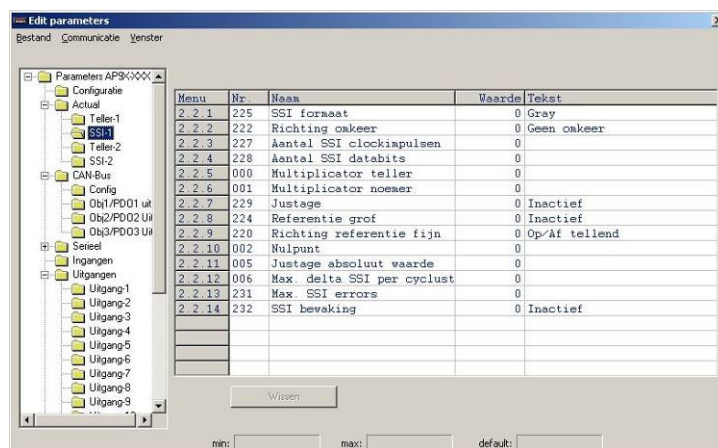 Edit parameters
Bestand Communicatie Venster
Parameters AP9X-XXX
Configuratie
Actual
Teller-1
SSI-1
Teller-2
SSI-2
CAN-Bus
Config
Obj1/PDO1 uit
Obj2/PDO2 Uit
Obj3/PDO3 Uit
Serieel
Ingangen
Uitgangen
Uitgang-1
Uitgang-2
Uitgang-3
Uitgang-4
Uitgang-5
Uitgang-6
Uitgang-7
Uitgang-8
Uitgang-9
Menu Nr. Naam Waarde Tekst
2.2.1 225 SSI formaat 0 Gray
2.2.2 222 Richting omkeer 0 Geen omkeer
2.2.3 227 Aantal SSI clockimpulsen 0
2.2.4 228 Aantal SSI databits 0
2.2.5 000 Multiplicator teller 0
2.2.6 001 Multiplicator noemer 0
2.2.7 229 Justage 0 Inactief
2.2.8 224 Referentie grof 0 Inactief
2.2.9 220 Richting referentie fijn 0 Op/Af tellend
2.2.10 002 Nulpunt 0
2.2.11 005 Justage absoluut waarde 0
2.2.12 006 Max. delta SSI per cyclust 0
2.2.13 231 Max. SSI errors 0
2.2.14 232 SSI bewaking 0 Inactief
Wissen
min: max: default: